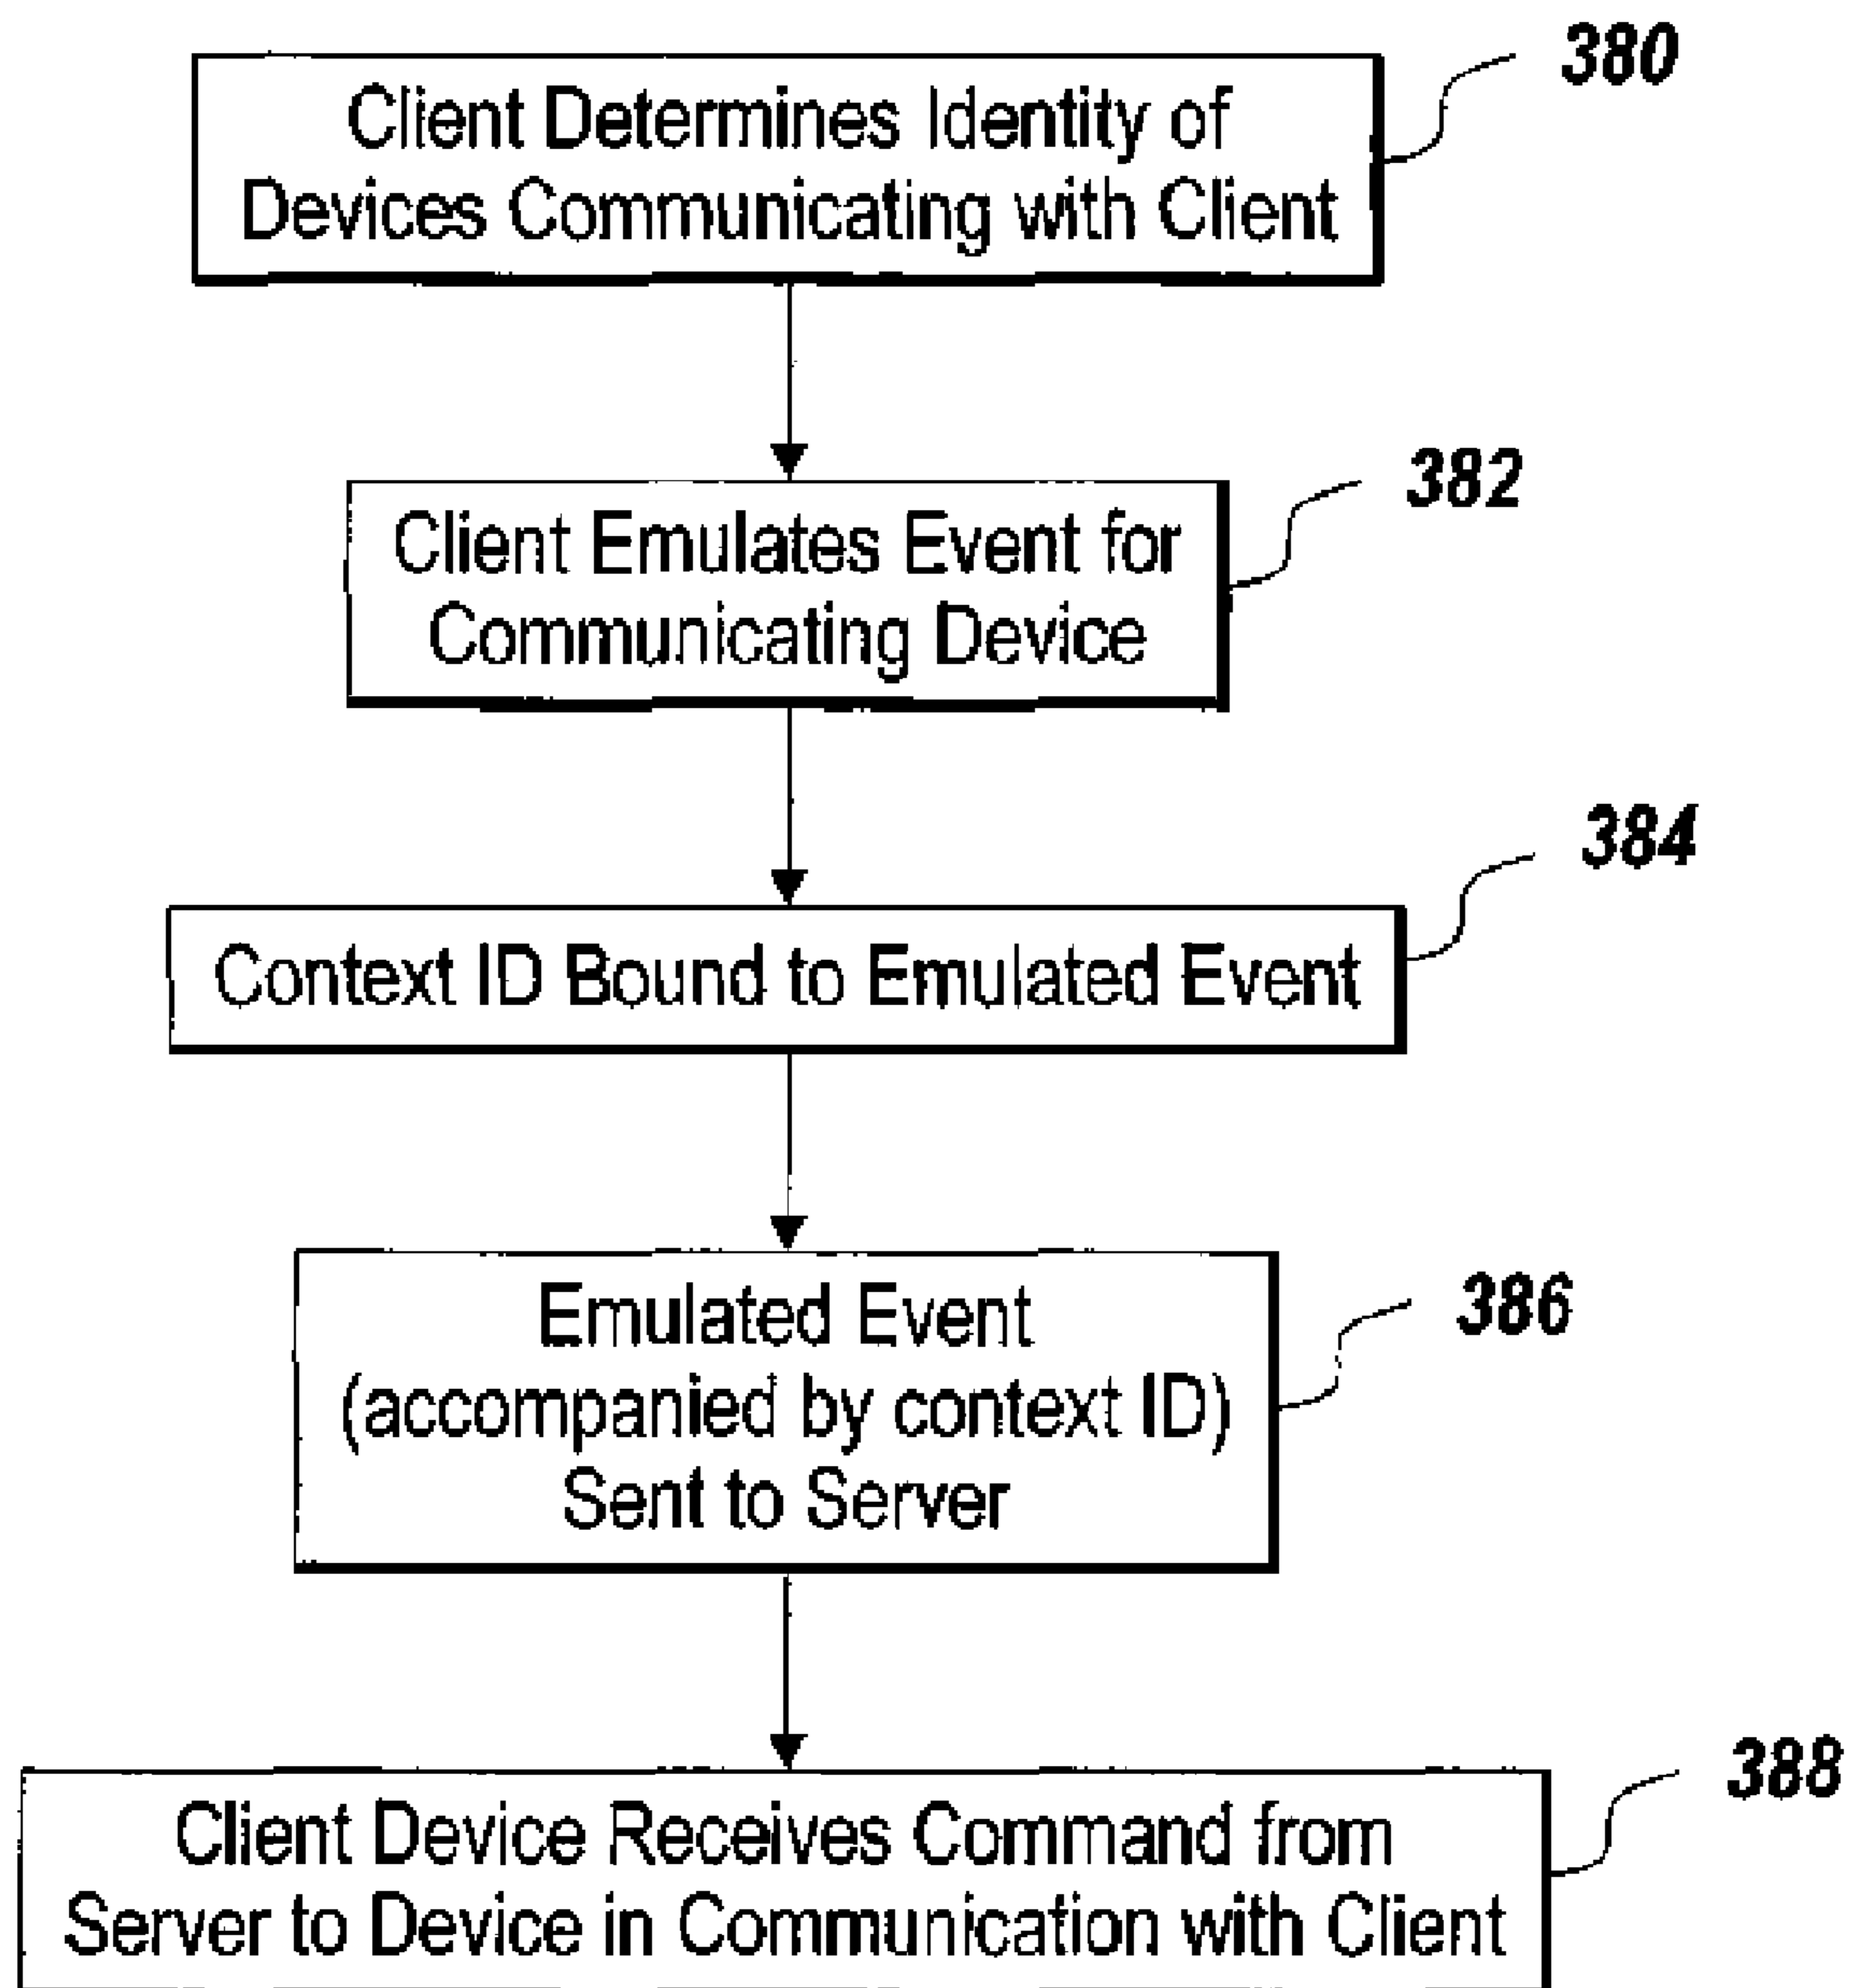 380
Client Determines Identity of
Devices Communicating with Client
382
Client Emulates Event for
Communicating Device
384
Context ID Bound to Emulated Event
386
Emulated Event
(accompanied by context ID)
Sent to Server
388
Client Device Receives Command from
Server to Device in Communication with Client